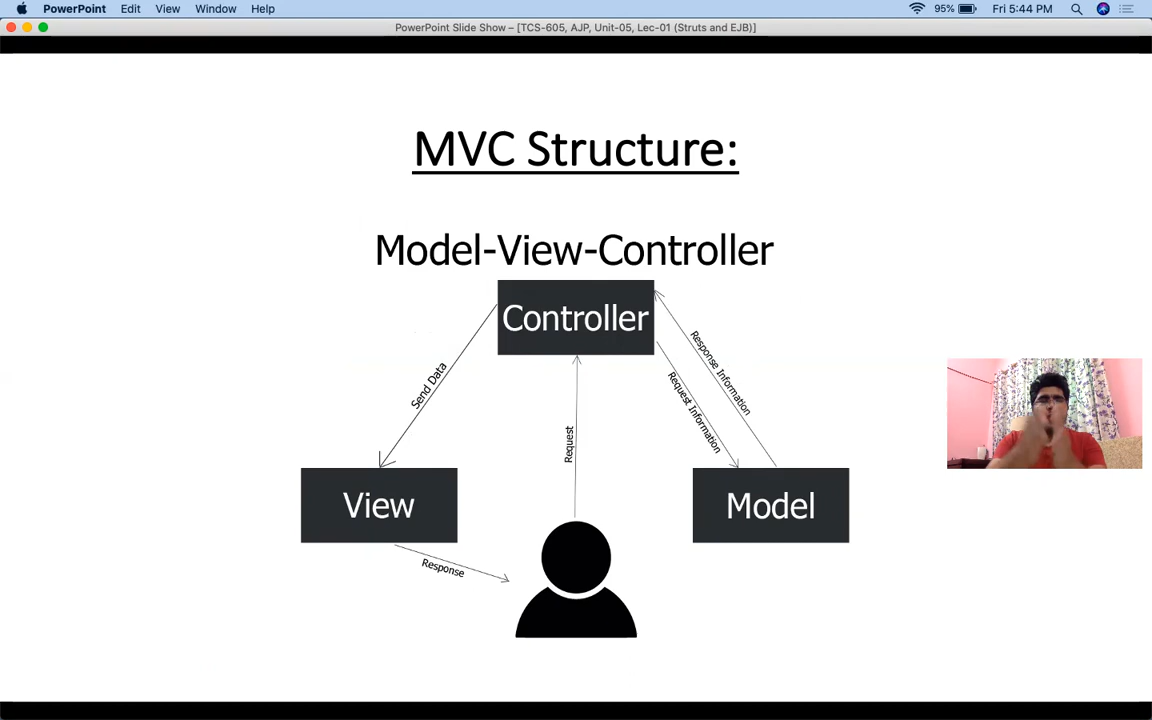 PowerPoint Edit View Window Help 95% Fri 5:44 PM
PowerPoint Slide Show – [TCS-605, AJP, Unit-05, Lec-01 (Struts and EJB)]
MVC Structure:
Model-View-Controller
Controller
Send Data
Request
Request Information
Response Information
View
Model
Response